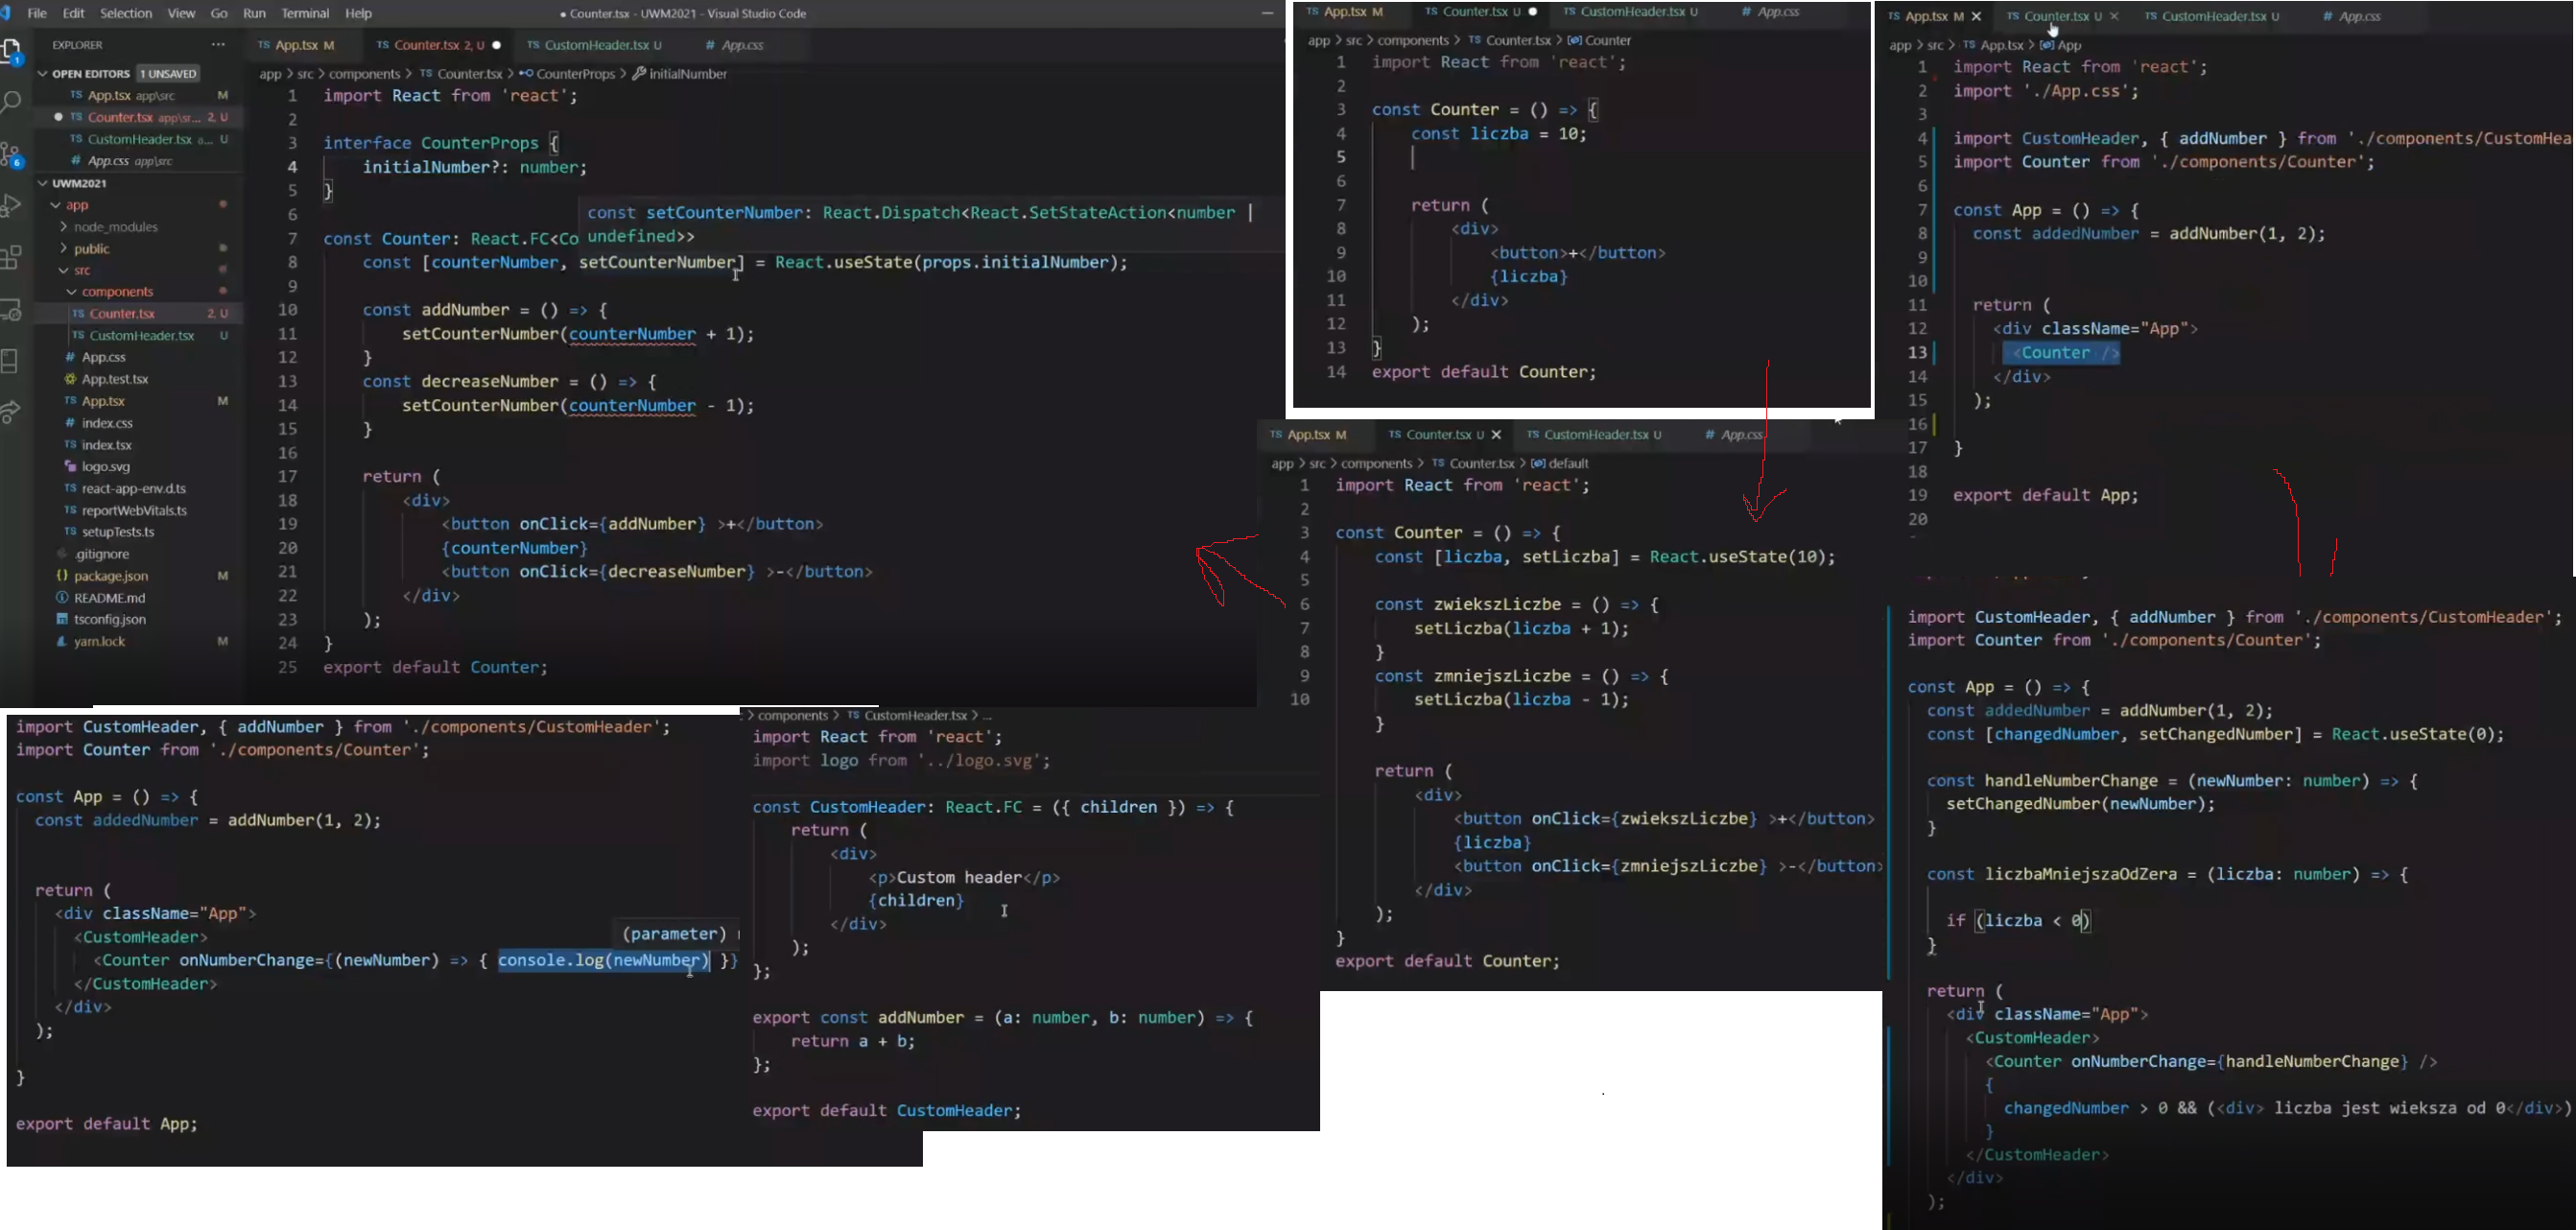 File Edit Selection View Go Run Terminal Help
● Counter.tsx - UWM2021 - Visual Studio Code
EXPLORER ···
OPEN EDITORS 1 UNSAVED
TS App.tsx app\src M
● TS Counter.tsx app\sr... 2, U
TS CustomHeader.tsx a... U
# App.css app\src
UWM2021
app
node_modules
public
src
components
TS Counter.tsx 2, U
TS CustomHeader.tsx U
# App.css
App.test.tsx
TS App.tsx M
# index.css
TS index.tsx
logo.svg
TS react-app-env.d.ts
TS reportWebVitals.ts
TS setupTests.ts
.gitignore
{} package.json M
README.md
tsconfig.json
yarn.lock M
1
6
TS App.tsx M TS Counter.tsx 2, U ● TS CustomHeader.tsx U # App.css
app > src > components > TS Counter.tsx > CounterProps > initialNumber
1 import React from 'react';
2
3 interface CounterProps {
4 initialNumber?: number;
5 }
6
const setCounterNumber: React.Dispatch<React.SetStateAction<number |
undefined>>
7 const Counter: React.FC<Co
8 const [counterNumber, setCounterNumber] = React.useState(props.initialNumber);
9
10 const addNumber = () => {
11 setCounterNumber(counterNumber + 1);
12 }
13 const decreaseNumber = () => {
14 setCounterNumber(counterNumber - 1);
15 }
16
17 return (
18 <div>
19 <button onClick={addNumber} >+</button>
20 {counterNumber}
21 <button onClick={decreaseNumber} >-</button>
22 </div>
23 );
24 }
25 export default Counter;
TS App.tsx M TS Counter.tsx U ● TS CustomHeader.tsx U # App.css
app > src > components > TS Counter.tsx > Counter
1 import React from 'react';
2
3 const Counter = () => {
4 const liczba = 10;
5
6
7 return (
8 <div>
9 <button>+</button>
10 {liczba}
11 </div>
12 );
13 }
14 export default Counter;
TS App.tsx M × TS Counter.tsx U × TS CustomHeader.tsx U # App.css
app > src > TS App.tsx > App
1 import React from 'react';
2 import './App.css';
3
4 import CustomHeader, { addNumber } from './components/CustomHea
5 import Counter from './components/Counter';
6
7 const App = () => {
8 const addedNumber = addNumber(1, 2);
9
10
11 return (
12 <div className="App">
13 <Counter />
14 </div>
15 );
16
17 }
18
19 export default App;
20
TS App.tsx M TS Counter.tsx U × TS CustomHeader.tsx U # App.css
app > src > components > TS Counter.tsx > default
1 import React from 'react';
2
3 const Counter = () => {
4 const [liczba, setLiczba] = React.useState(10);
5
6 const zwiekszLiczbe = () => {
7 setLiczba(liczba + 1);
8 }
9 const zmniejszLiczbe = () => {
10 setLiczba(liczba - 1);
}
return (
<div>
<button onClick={zwiekszLiczbe} >+</button>
{liczba}
<button onClick={zmniejszLiczbe} >-</button>
</div>
);
}
export default Counter;
import CustomHeader, { addNumber } from './components/CustomHeader';
import Counter from './components/Counter';
const App = () => {
const addedNumber = addNumber(1, 2);
const [changedNumber, setChangedNumber] = React.useState(0);
const handleNumberChange = (newNumber: number) => {
setChangedNumber(newNumber);
}
const liczbaMniejszaOdZera = (liczba: number) => {
if (liczba < 0)
}
return (
<div className="App">
<CustomHeader>
<Counter onNumberChange={handleNumberChange} />
{
changedNumber > 0 && (<div> liczba jest wieksza od 0</div>)
}
</CustomHeader>
</div>
);
import CustomHeader, { addNumber } from './components/CustomHeader';
import Counter from './components/Counter';
const App = () => {
const addedNumber = addNumber(1, 2);
return (
<div className="App">
(parameter)
<CustomHeader>
<Counter onNumberChange={(newNumber) => { console.log(newNumber) }}
</CustomHeader>
</div>
);
}
export default App;
> components > TS CustomHeader.tsx > ...
import React from 'react';
import logo from '../logo.svg';
const CustomHeader: React.FC = ({ children }) => {
return (
<div>
<p>Custom header</p>
{children}
</div>
);
};
export const addNumber = (a: number, b: number) => {
return a + b;
};
export default CustomHeader;